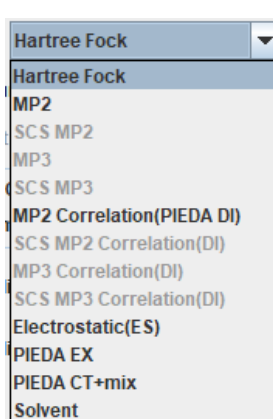 Hartree Fock
Hartree Fock
MP2
SCS MP2
MP3
SCS MP3
MP2 Correlation(PIEDA DI)
SCS MP2 Correlation(DI)
MP3 Correlation(DI)
SCS MP3 Correlation(DI)
Electrostatic(ES)
PIEDA EX
PIEDA CT+mix
Solvent